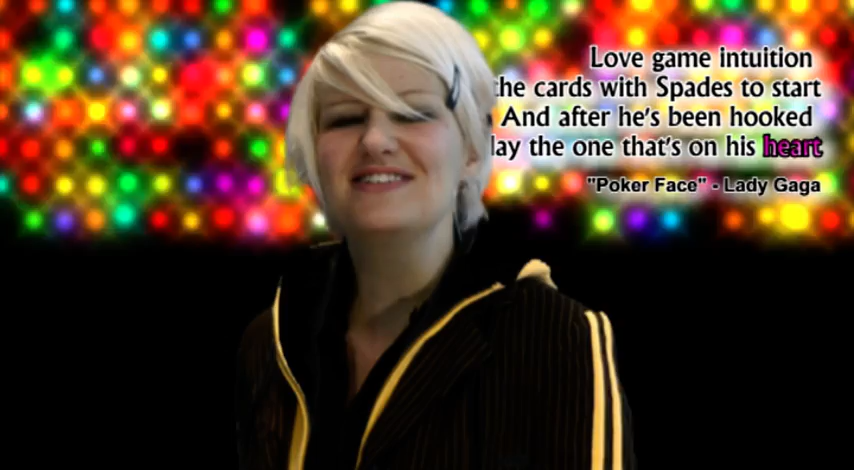 Love game intuition
the cards with Spades to start
And after he's been hooked
lay the one that's on his heart
"Poker Face" - Lady Gaga